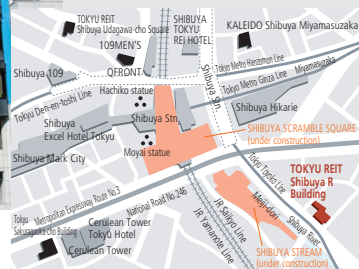 TOKYU REIT
Shibuya Udagawa-cho Square
SHIBUYA
TOKYU
REI HOTEL
KALEIDO Shibuya Miyamasuzaka
109MEN'S
QFRONT
Shibuya 109
Hachiko statue
Tokyo Metro Hanzomon Line
Miyamasuzaka
Tokyo Metro Ginza Line
Tokyu Den-en-toshi Line
Shibuya Stn.
Shibuya Stn.
Shibuya Hikarie
Shibuya
Excel Hotel Tokyu
SHIBUYA SCRAMBLE SQUARE
(under construction)
Shibuya Mark City
Moyai statue
Tokyu Toyoko Line
TOKYU REIT
Shibuya R
Building
Metropolitan Expressway Route No.3
National Road No.246
Meiji-dori
Shibuya River
JR Saikyo Line
JR Yamanote Line
Tokyu
Sakuragaoka-cho Building
Cerulean Tower
Tokyu Hotel
Cerulean Tower
SHIBUYA STREAM
(under construction)